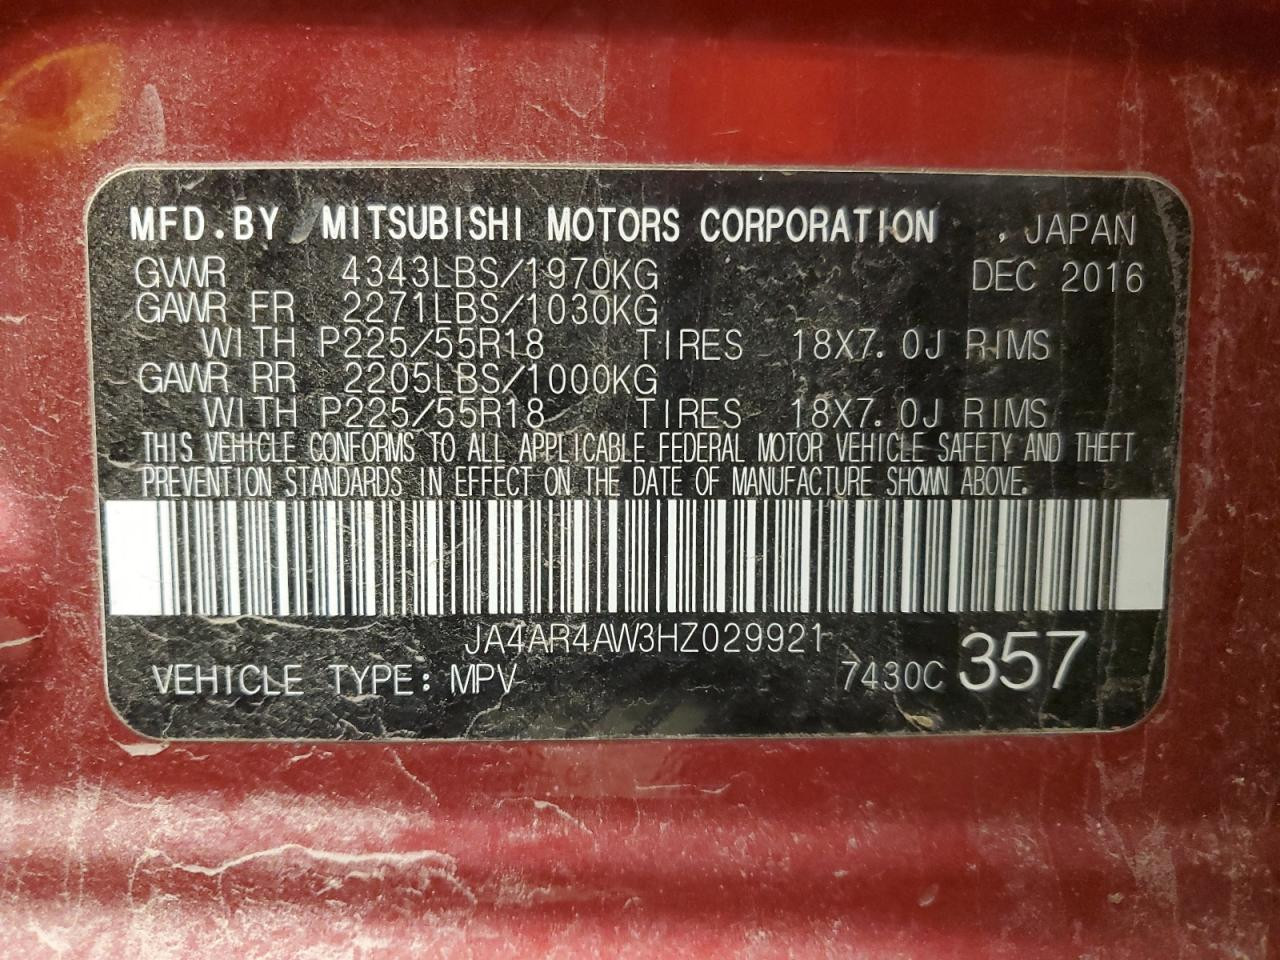 MFD.BY MITSUBISHI MOTORS CORPORATION , JAPAN
GVWR 4343LBS/1970KG DEC 2016
GAWR FR 2271LBS/1030KG
WITH P225/55R18 TIRES 18X7.0J RIMS
GAWR RR 2205LBS/1000KG
WITH P225/55R18 TIRES 18X7.0J RIMS
THIS VEHICLE CONFORMS TO ALL APPLICABLE FEDERAL MOTOR VEHICLE SAFETY AND THEFT
PREVENTION STANDARDS IN EFFECT ON THE DATE OF MANUFACTURE SHOWN ABOVE.
JA4AR4AW3HZ029921
VEHICLE TYPE: MPV 7430C 357